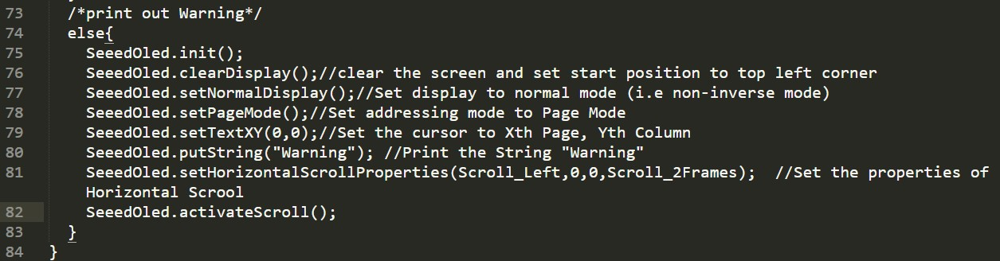 73 /*print out Warning*/
74 else{
75 SeeedOled.init();
76 SeeedOled.clearDisplay();//clear the screen and set start position to top left corner
77 SeeedOled.setNormalDisplay();//Set display to normal mode (i.e non-inverse mode)
78 SeeedOled.setPageMode();//Set addressing mode to Page Mode
79 SeeedOled.setTextXY(0,0);//Set the cursor to Xth Page, Yth Column
80 SeeedOled.putString("Warning"); //Print the String "Warning"
81 SeeedOled.setHorizontalScrollProperties(Scroll_Left,0,0,Scroll_2Frames);  //Set the properties of
Horizontal Scrool
82 SeeedOled.activateScroll();
83 }
84 }